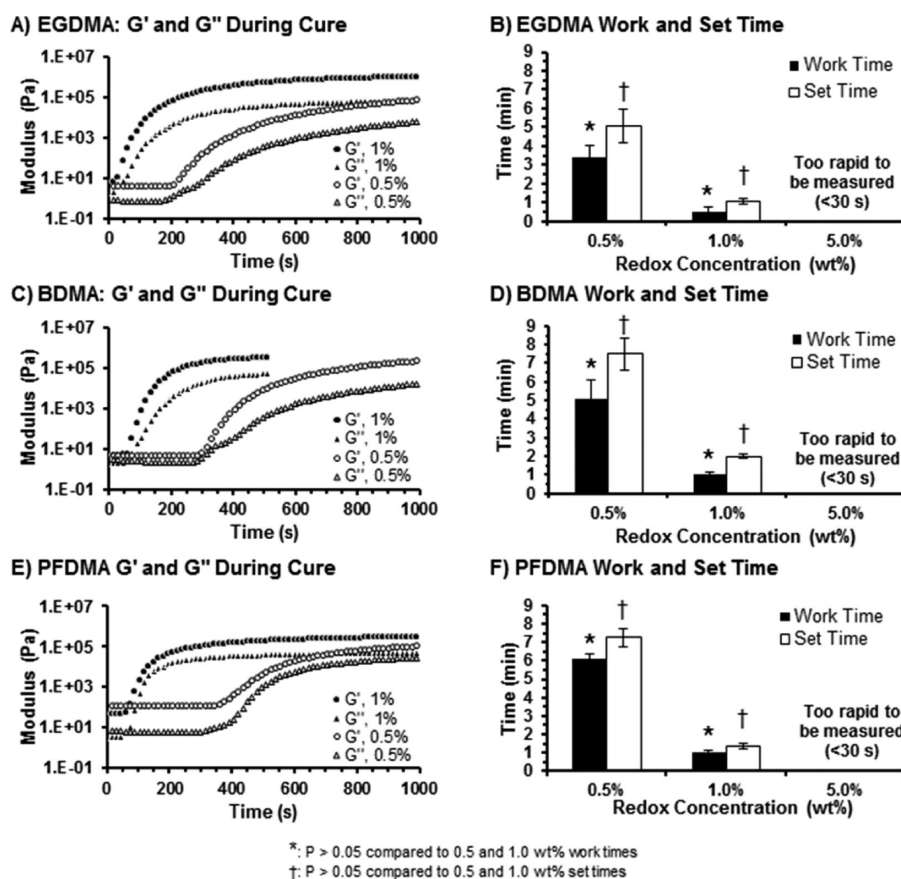 A) EGDMA: G' and G" During Cure
Modulus (Pa)
1.E+07
1.E+05
1.E+03
1.E+01
1.E-01
G', 1%
G'', 1%
G', 0.5%
G'', 0.5%
0 200 400 600 800 1000
Time (s)
B) EGDMA Work and Set Time
Time (min)
9
8
7
6
5
4
3
2
1
0
* † * †
Work Time
Set Time
Too rapid to
be measured
(<30 s)
0.5% 1.0% 5.0%
Redox Concentration (wt%)
C) BDMA: G' and G" During Cure
Modulus (Pa)
1.E+07
1.E+05
1.E+03
1.E+01
1.E-01
G', 1%
G'', 1%
G', 0.5%
G'', 0.5%
0 200 400 600 800 1000
Time (s)
D) BDMA Work and Set Time
Time (min)
9
8
7
6
5
4
3
2
1
0
* † * †
Work Time
Set Time
Too rapid to
be measured
(<30 s)
0.5% 1.0% 5.0%
Redox Concentration (wt%)
E) PFDMA G' and G" During Cure
Modulus (Pa)
1.E+07
1.E+05
1.E+03
1.E+01
1.E-01
G', 1%
G'', 1%
G', 0.5%
G'', 0.5%
0 200 400 600 800 1000
Time (s)
F) PFDMA Work and Set Time
Time (min)
9
8
7
6
5
4
3
2
1
0
* † * †
Work Time
Set Time
Too rapid to
be measured
(<30 s)
0.5% 1.0% 5.0%
Redox Concentration (wt%)
*: P > 0.05 compared to 0.5 and 1.0 wt% work times
†: P > 0.05 compared to 0.5 and 1.0 wt% set times